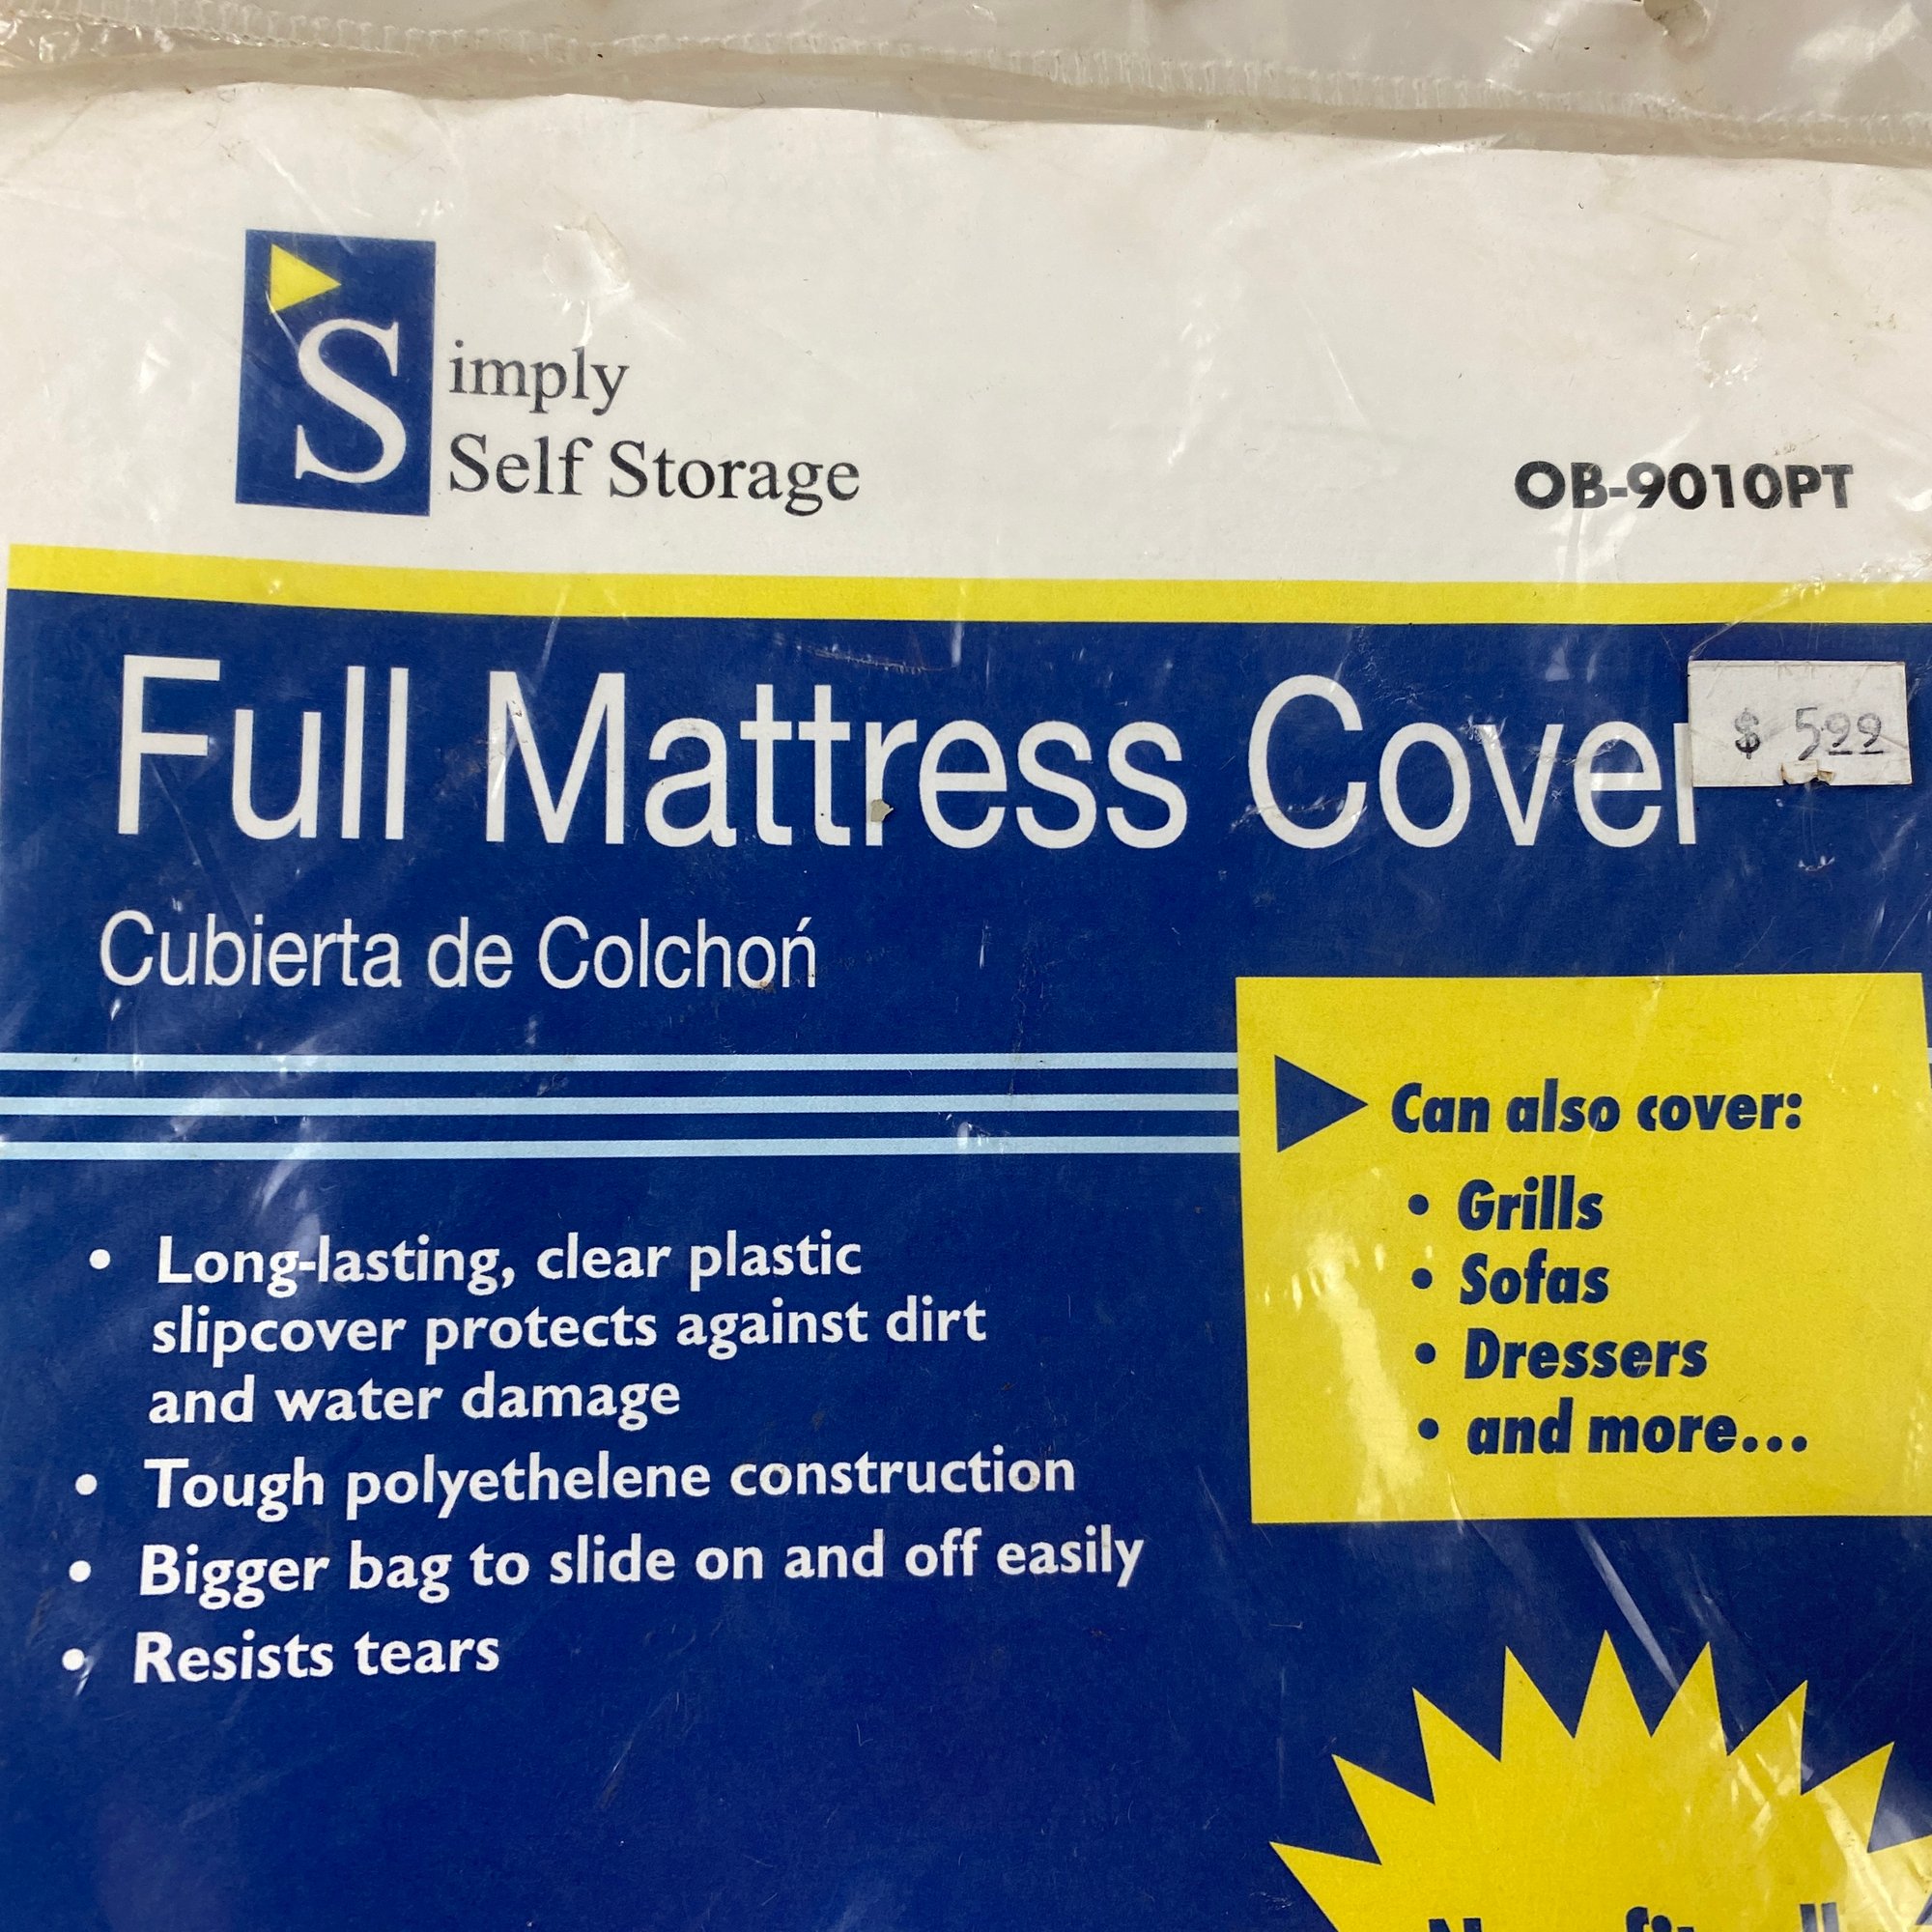 Simply
Self Storage
OB-9010PT
Full Mattress Cover
$ 5.99
Cubierta de Colchoń
Can also cover:
• Grills
• Sofas
• Dressers
• and more...
• Long-lasting, clear plastic
slipcover protects against dirt
and water damage
• Tough polyethelene construction
• Bigger bag to slide on and off easily
• Resists tears